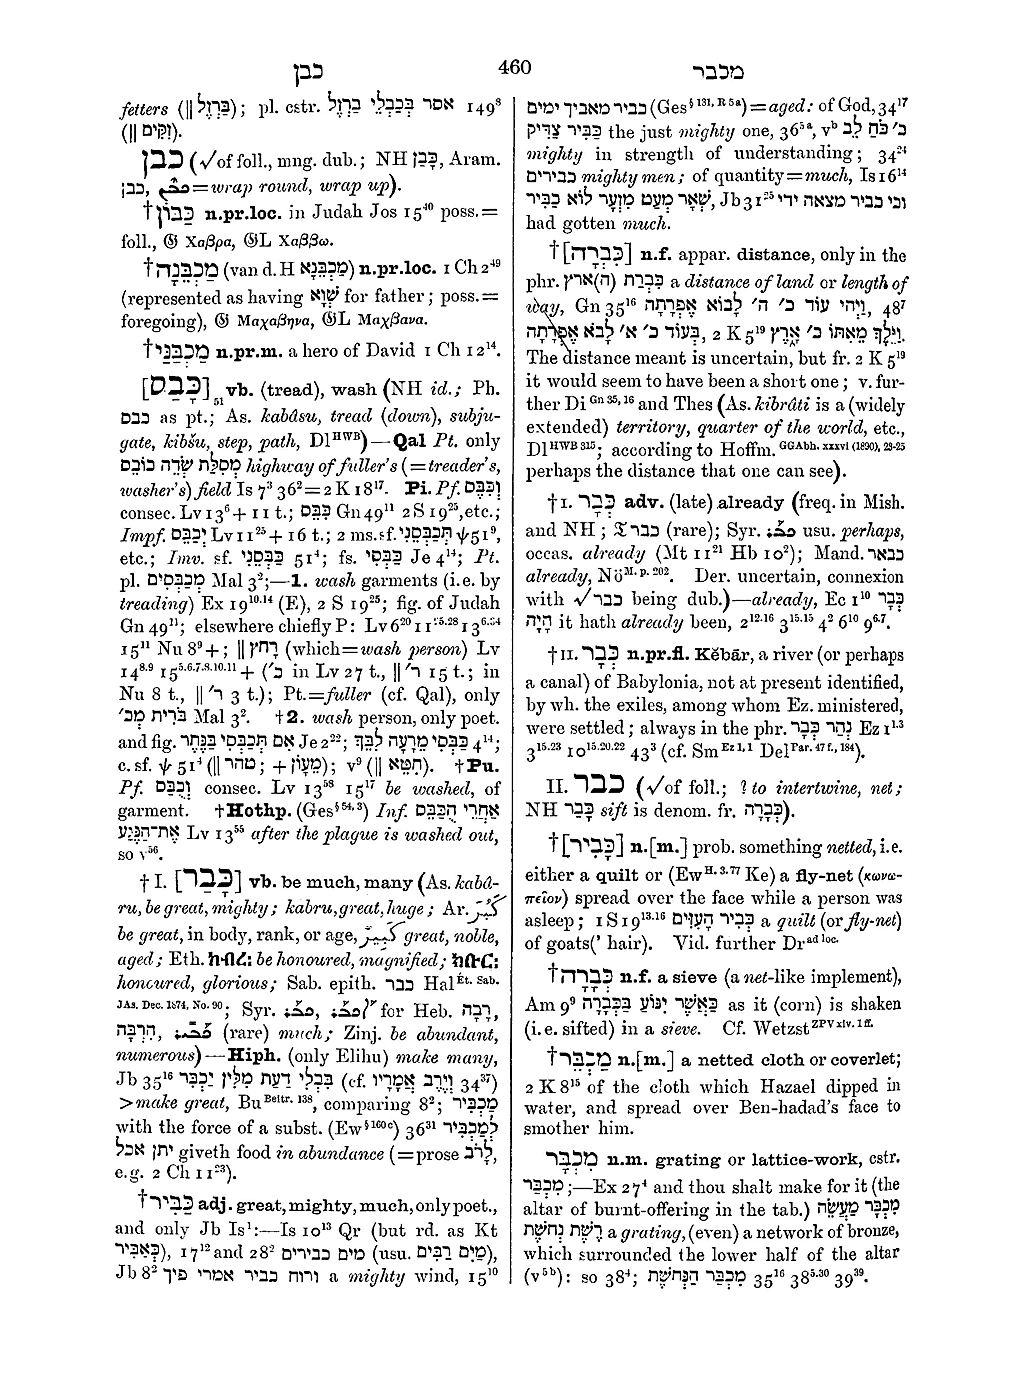 כבן
460
מכבר
fetters (|| בַּרְזֶל); pl. cstr. אסר בְּכַבְלֵי בַרְזֶל 149⁸
(|| זִקִּים).
כבן (√ of foll., mng. dub.; NH כָּבַן, Aram.
כבן, = wrap round, wrap up).
†כַּבּוֹן n.pr.loc. in Judah Jos 15⁴⁰ poss.=
foll., 𝔊 Χαβρα, 𝔊L Χαββω.
†מַכְבֵּנָה (van d. H מַכְבֵּנָא) n.pr.loc. 1 Ch 2⁴⁹
(represented as having שְׁוָא for father; poss.=
foregoing), 𝔊 Μαχαβηνα, 𝔊L Μαχβανα.
†מַכְבַּנַּי n.pr.m. a hero of David 1 Ch 12¹⁴.
[כָּבַס]₅₁ vb. (tread), wash (NH id.; Ph.
כבס as pt.; As. kabâsu, tread (down), subju-
gate, kibšu, step, path, Dl HWB)—Qal Pt. only
מְסִלַּת שְׂדֵה כוֹבֵס highway of fuller's (=treader's,
washer's) field Is 7³ 36²=2 K 18¹⁷. Pi. Pf. וְכִבֶּס
consec. Lv 13⁶ + 11 t.; כִּבֵּס Gn 49¹¹ 2 S 19²⁵, etc.;
Impf. יְכַבֵּס Lv 11²⁵ + 16 t.; 2 ms. sf. תְּכַבְּסֵנִי ψ 51⁹,
etc.; Imv. sf. כַּבְּסֵנִי 51⁴; fs. כַּבְּסִי Je 4¹⁴; Pt.
pl. מְכַבְּסִים Mal 3²;—1. wash garments (i.e. by
treading) Ex 19¹⁰·¹⁴ (E), 2 S 19²⁵; fig. of Judah
Gn 49¹¹; elsewhere chiefly P: Lv 6²⁰ 11²⁵·²⁸ 13⁶·³⁴
15¹¹ Nu 8⁹ +; || רָחַץ (which=wash person) Lv
14⁸·⁹ 15⁵·⁶·⁷·⁸·¹⁰·¹¹ + (כ׳ in Lv 27 t., || ר׳ 15 t.; in
Nu 8 t., || ר׳ 3 t.); Pt.=fuller (cf. Qal), only
בֹּרִית מְכ׳ Mal 3². †2. wash person, only poet.
and fig. אִם תְּכַבְּסִי בַּנֶּתֶר Je 2²²; כַּבְּסִי מֵרָעָה לִבֵּךְ 4¹⁴;
c. sf. ψ 51⁴ (|| טהר; + מֵעָוֹן); v⁹ (|| חִטֵּא). †Pu.
Pf. וְכֻבַּס consec. Lv 13⁵⁸ 15¹⁷ be washed, of
garment. †Hothp. (Ges §54, 3) Inf. אַחֲרֵי הֻכַּבֵּס
אֶת־הַנֶּגַע Lv 13⁵⁵ after the plague is washed out,
so v⁵⁶.
† I. [כָּבַר] vb. be much, many (As. kabâ-
ru, be great, mighty; kabru, great, huge; Ar. كَبُرَ
be great, in body, rank, or age, كَبِيرٌ great, noble,
aged; Eth. ከብረ: be honoured, magnified; ክቡር:
honoured, glorious; Sab. epith. כבר Hal Ét. Sab.
JAs. Dec. 1874, No. 90; Syr. for Heb. רָבָה,
הִרְבָּה, (rare) much; Zinj. be abundant,
numerous)—Hiph. (only Elihu) make many,
Jb 35¹⁶ בִּבְלִי דַעַת מִלִּין יַכְבִּר (cf. וְיֶרֶב אֲמָרָיו 34³⁷)
> make great, Bu Beitr. 138, comparing 8²; מַכְבִּיר
with the force of a subst. (Ew §160c) 36³¹ לְמַכְבִּיר
יתן אכל giveth food in abundance (=prose לָרֹב,
e.g. 2 Ch 11²³).
†כַּבִּיר adj. great, mighty, much, only poet.,
and only Jb Is¹:—Is 10¹³ Qr (but rd. as Kt
כַּאבִּיר), 17¹² and 28² מים כבירים (usu. מַיִם רַבִּים),
Jb 8² ורוח כביר אמרי פיך a mighty wind, 15¹⁰
כביר מאביך ימים (Ges §131, R 5a)=aged: of God, 34¹⁷
כַּבִּיר צַדִּיק the just mighty one, 36⁵ᵃ, vᵇ כ׳ כֹּחַ לֵב
mighty in strength of understanding; 34²⁴
כבירים mighty men; of quantity=much, Is 16¹⁴
שְׁאָר מְעַט מִזְעָר לוֹא כַבִּיר, Jb 31²⁵ וכי כביר מצאה ידי
had gotten much.
†[כִּבְרָה] n.f. appar. distance, only in the
phr. כִּבְרַת (ה)ארץ a distance of land or length of
way, Gn 35¹⁶ וַיְהִי עוֹד כ׳ ה׳ לָבוֹא אֶפְרָתָה, 48⁷
בְּעוֹד כ׳ א׳ לָבֹא אֶפְרָתָה, 2 K 5¹⁹ וַיֵּלֶךְ מֵאִתּוֹ כ׳ אָרֶץ.
The distance meant is uncertain, but fr. 2 K 5¹⁹
it would seem to have been a short one; v. fur-
ther Di Gn 35, 16 and Thes (As. kibrâti is a (widely
extended) territory, quarter of the world, etc.,
Dl HWB 315; according to Hoffm. GGAbh. xxxvi (1890), 23-25
perhaps the distance that one can see).
†I. כְּבָר adv. (late) already (freq. in Mish.
and NH; 𝔗 כבר (rare); Syr. usu. perhaps,
occas. already (Mt 11²¹ Hb 10²); Mand. כבאר
already, Nö M. p. 202. Der. uncertain, connexion
with √ כבר being dub.)—already, Ec 1¹⁰ כְּבָר
הָיָה it hath already been, 2¹²·¹⁶ 3¹⁵·¹⁵ 4² 6¹⁰ 9⁶·⁷.
†II. כְּבָר n.pr.fl. Kĕbār, a river (or perhaps
a canal) of Babylonia, not at present identified,
by wh. the exiles, among whom Ez. ministered,
were settled; always in the phr. נְהַר כְּבָר Ez 1¹·³
3¹⁵·²³ 10¹⁵·²⁰·²² 43³ (cf. Sm Ez 1, 1 Del Par. 47 f., 184).
II. כבר (√ of foll.; ? to intertwine, net;
NH כָּבַר sift is denom. fr. כְּבָרָה).
†[כָּבִיר] n.[m.] prob. something netted, i.e.
either a quilt or (Ew H. 3. 77 Ke) a fly-net (κωνω-
πεῖον) spread over the face while a person was
asleep; 1 S 19¹³·¹⁶ כְּבִיר הָעִזִּים a quilt (or fly-net)
of goats(' hair). Vid. further Dr ad loc.
†כְּבָרָה n.f. a sieve (a net-like implement),
Am 9⁹ כַּאֲשֶׁר יִנּוֹעַ בַּכְּבָרָה as it (corn) is shaken
(i.e. sifted) in a sieve. Cf. Wetzst ZPV xiv. 1 ff.
†מַכְבֵּר n.[m.] a netted cloth or coverlet;
2 K 8¹⁵ of the cloth which Hazael dipped in
water, and spread over Ben-hadad's face to
smother him.
מִכְבָּר n.m. grating or lattice-work, cstr.
מִכְבַּר;—Ex 27⁴ and thou shalt make for it (the
altar of burnt-offering in the tab.) מִכְבָּר מַעֲשֵׂה
רֶשֶׁת נְחשֶׁת a grating, (even) a network of bronze,
which surrounded the lower half of the altar
(v⁵ᵇ): so 38⁴; מִכְבַּר הַנְּחשֶׁת 35¹⁶ 38⁵·³⁰ 39³⁹.